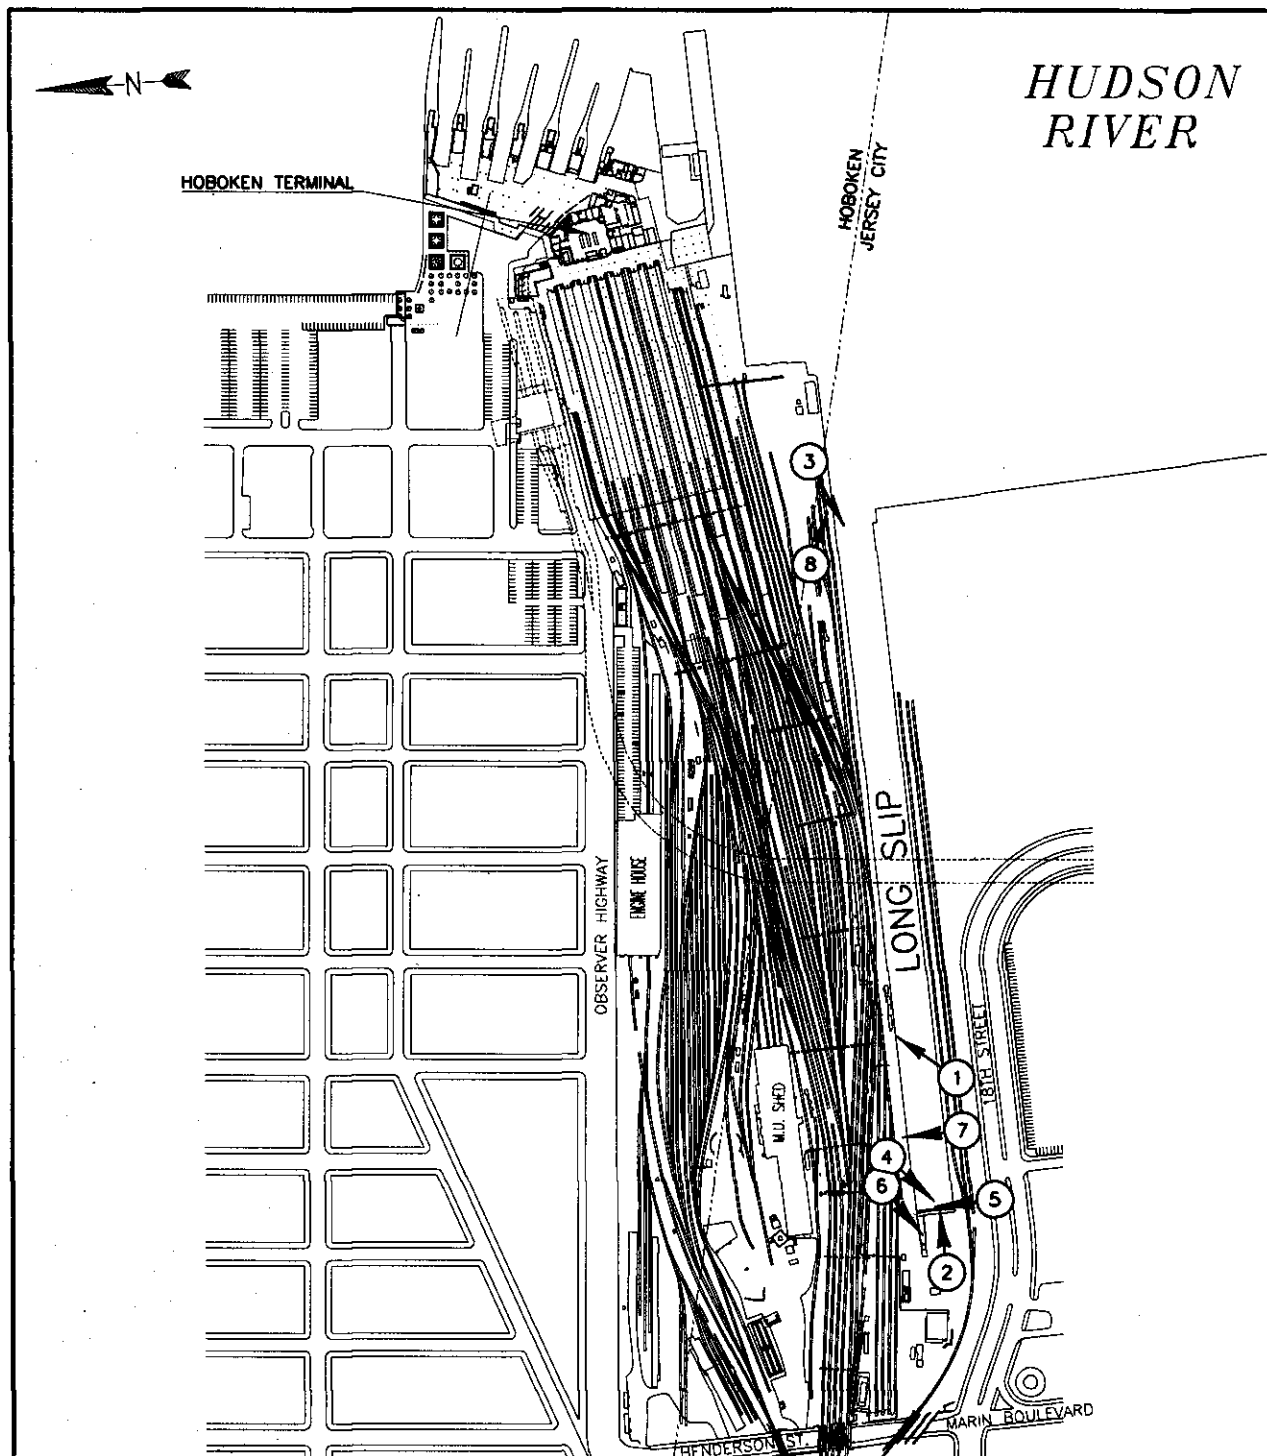 N
HUDSON
RIVER
HOBOKEN TERMINAL
HOBOKEN
JERSEY CITY
3
8
LONG SLIP
OBSERVER HIGHWAY
ENGINE HOUSE
18TH STREET
1
M.U. SHED
7
4
6
5
2
MARIN BOULEVARD
HENDERSON ST.